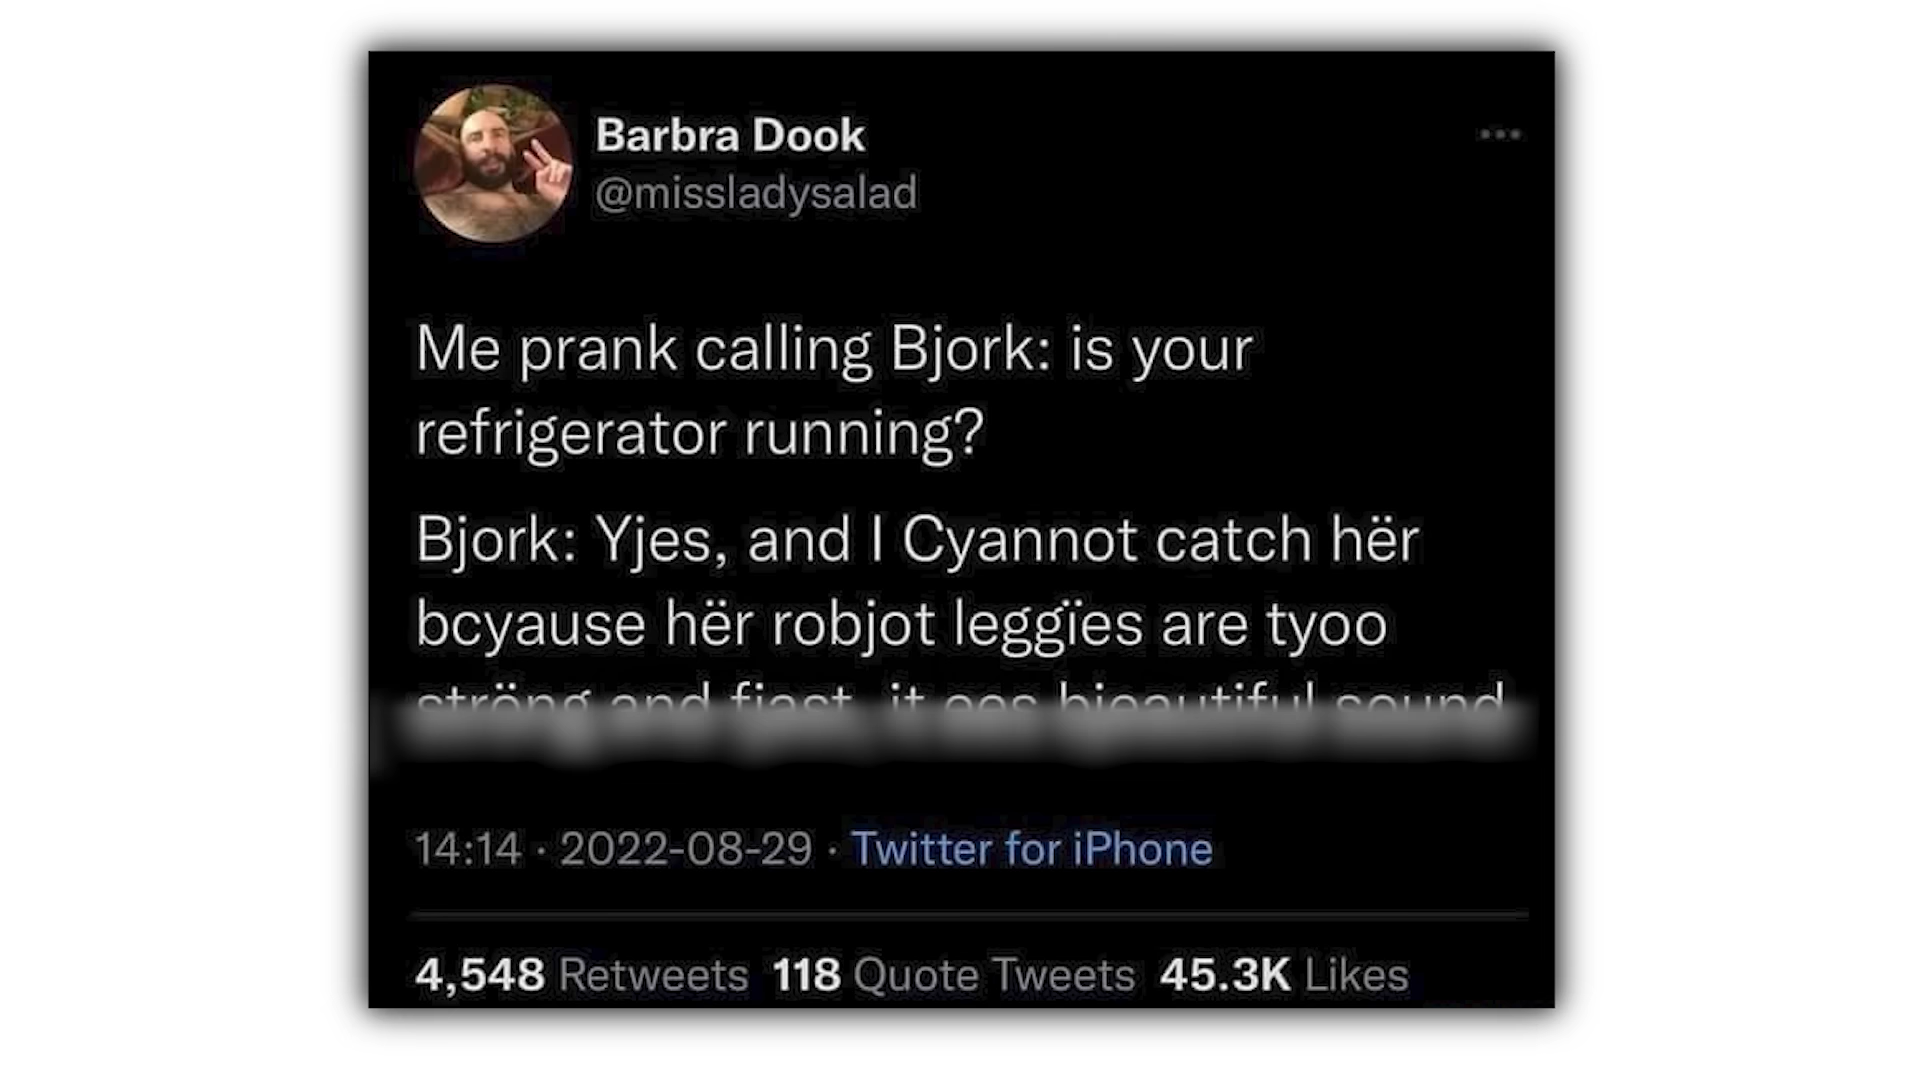 Barbra Dook
@missladysalad
Me prank calling Bjork: is your
refrigerator running?
Bjork: Yjes, and I Cyannot catch hër
bcyause hër robjot leggïes are tyoo
ströng and fjast, it ees bjeautiful sound
14:14 · 2022-08-29 · Twitter for iPhone
4,548 Retweets 118 Quote Tweets 45.3K Likes